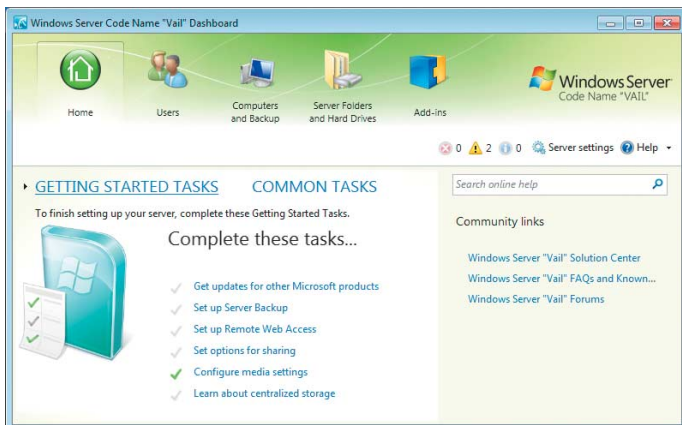 Windows Server Code Name "Vail" Dashboard
Home
Users
Computers
and Backup
Server Folders
and Hard Drives
Add-ins
Windows Server
Code Name "VAIL"
0 2 0 Server settings Help
GETTING STARTED TASKS COMMON TASKS
To finish setting up your server, complete these Getting Started Tasks.
Complete these tasks...
Get updates for other Microsoft products
Set up Server Backup
Set up Remote Web Access
Set options for sharing
Configure media settings
Learn about centralized storage
Search online help
Community links
Windows Server "Vail" Solution Center
Windows Server "Vail" FAQs and Known...
Windows Server "Vail" Forums